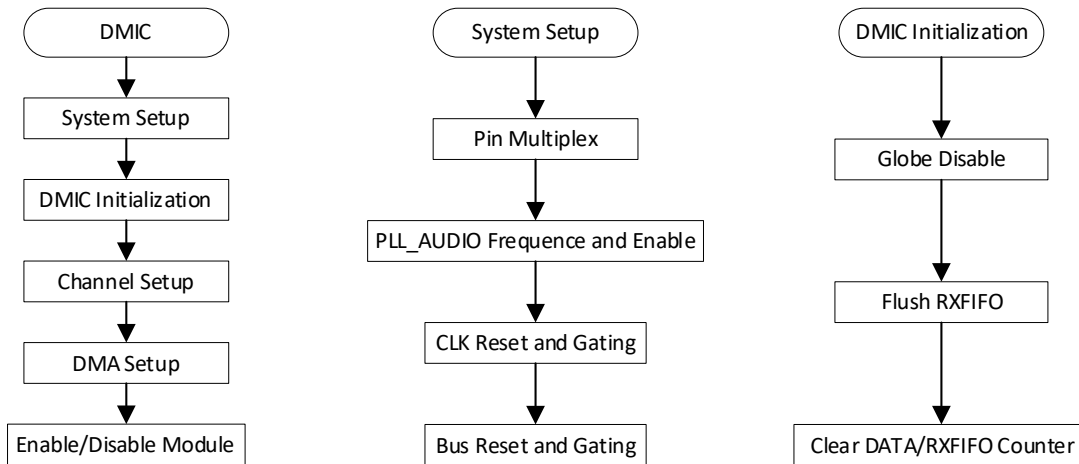 DMIC
System Setup
DMIC Initialization
Channel Setup
DMA Setup
Enable/Disable Module
System Setup
Pin Multiplex
PLL_AUDIO Frequence and Enable
CLK Reset and Gating
Bus Reset and Gating
DMIC Initialization
Globe Disable
Flush RXFIFO
Clear DATA/RXFIFO Counter